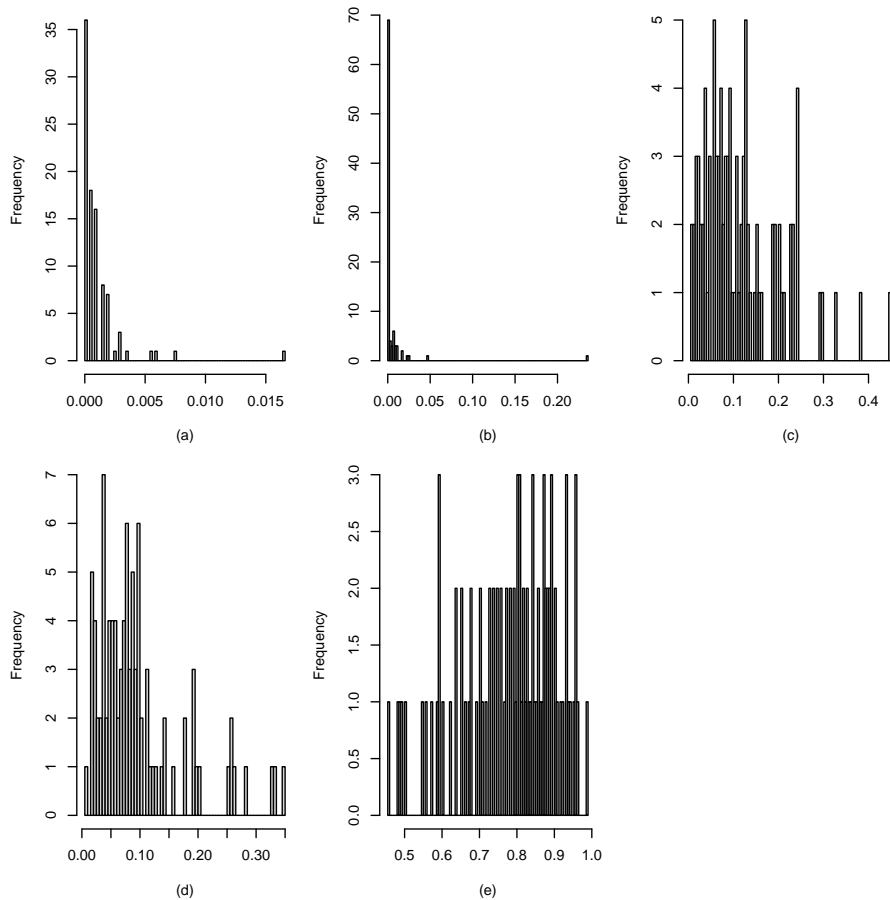 Frequency
0 5 10 15 20 25 30 35
0.000 0.005 0.010 0.015
(a)
Frequency
0 10 20 30 40 50 60 70
0.00 0.05 0.10 0.15 0.20
(b)
Frequency
0 1 2 3 4 5
0.0 0.1 0.2 0.3 0.4
(c)
Frequency
0 1 2 3 4 5 6 7
0.00 0.10 0.20 0.30
(d)
Frequency
0.0 0.5 1.0 1.5 2.0 2.5 3.0
0.5 0.6 0.7 0.8 0.9 1.0
(e)